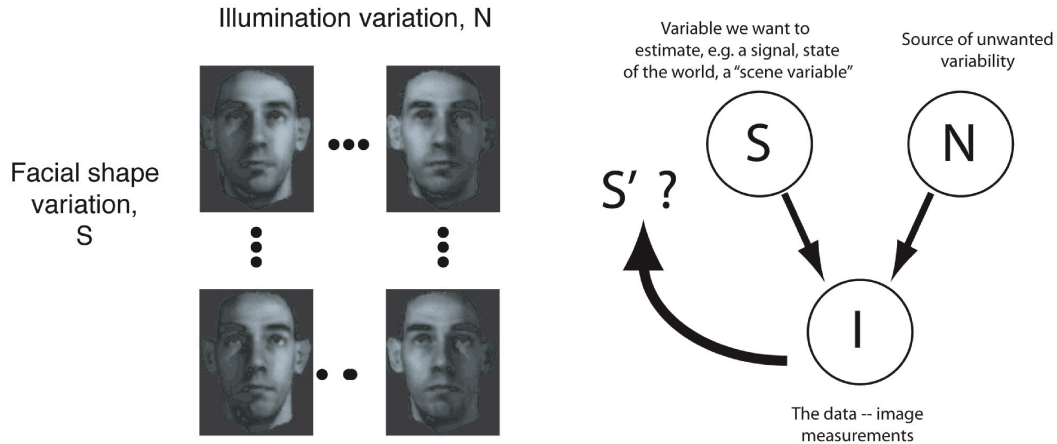 Illumination variation, N
Facial shape
variation,
S
Variable we want to
estimate, e.g. a signal, state
of the world, a “scene variable”
Source of unwanted
variability
S
N
S′ ?
I
The data -- image
measurements